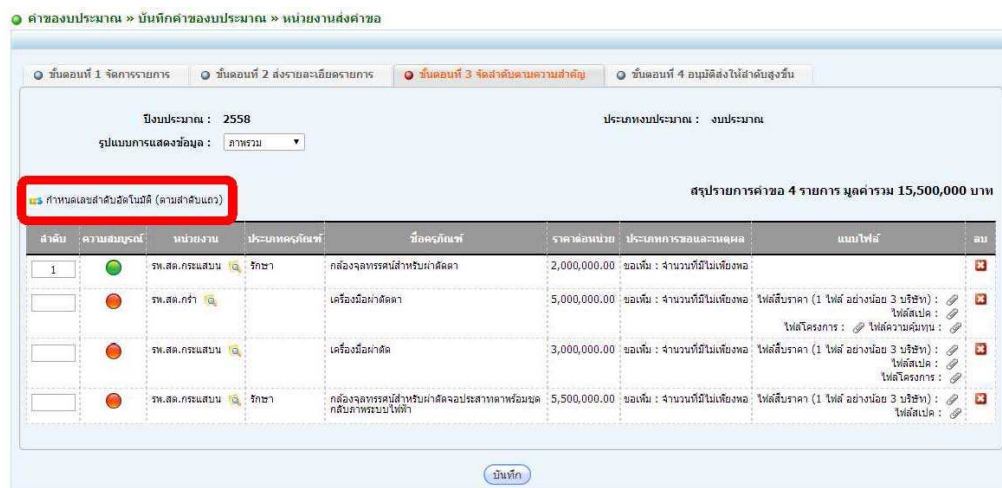 คำของบประมาณ » บันทึกคำของบประมาณ » หน่วยงานส่งคำขอ
ขั้นตอนที่ 1 จัดการรายการ
ขั้นตอนที่ 2 ส่งรายละเอียดรายการ
ขั้นตอนที่ 3 จัดลำดับตามความสำคัญ
ขั้นตอนที่ 4 อนุมัติส่งให้ลำดับสูงขึ้น
ปีงบประมาณ : 2558
ประเภทงบประมาณ : งบประมาณ
รูปแบบการแสดงข้อมูล : ภาพรวม
กำหนดเลขลำดับอัตโนมัติ (ตามลำดับแถว)
สรุปรายการคำขอ 4 รายการ มูลค่ารวม 15,500,000 บาท
ลำดับ ความสมบูรณ์ หน่วยงาน ประเภทครุภัณฑ์ ชื่อครุภัณฑ์ ราคาต่อหน่วย ประเภทการขอและเหตุผล แนบไฟล์ ลบ
1 รพ.สต.กระแสบน รักษา กล้องจุลทรรศน์สำหรับผ่าตัดตา 2,000,000.00 ขอเพิ่ม : จำนวนที่มีไม่เพียงพอ
รพ.สต.กร่ำ เครื่องมือผ่าตัดตา 5,000,000.00 ขอเพิ่ม : จำนวนที่มีไม่เพียงพอ ไฟล์สืบราคา (1 ไฟล์ อย่างน้อย 3 บริษัท) :
ไฟล์สเปค :
ไฟล์โครงการ : ไฟล์ความคุ้มทุน :
รพ.สต.กระแสบน เครื่องมือผ่าตัด 3,000,000.00 ขอเพิ่ม : จำนวนที่มีไม่เพียงพอ ไฟล์สืบราคา (1 ไฟล์ อย่างน้อย 3 บริษัท) :
ไฟล์สเปค :
ไฟล์โครงการ :
รพ.สต.กระแสบน รักษา กล้องจุลทรรศน์สำหรับผ่าตัดจอประสาทตาพร้อมชุด 5,500,000.00 ขอเพิ่ม : จำนวนที่มีไม่เพียงพอ ไฟล์สืบราคา (1 ไฟล์ อย่างน้อย 3 บริษัท) :
กลับภาพระบบไฟฟ้า ไฟล์สเปค :
บันทึก